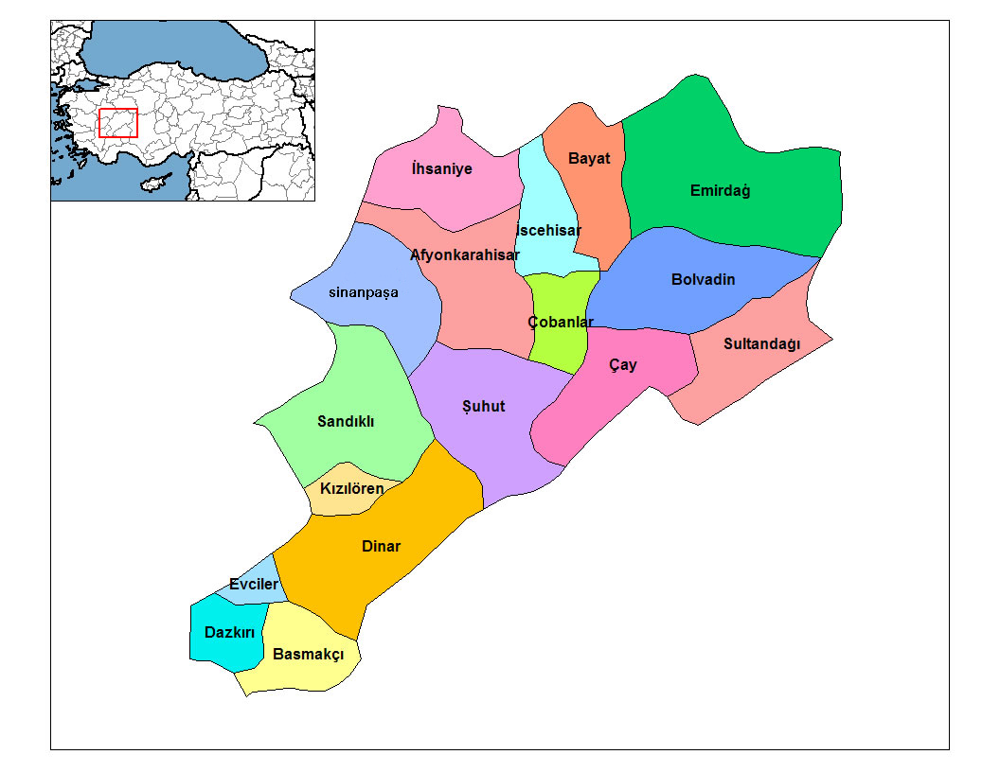 Bayat
İhsaniye
Emirdağ
İscehisar
Afyonkarahisar
Bolvadin
sinanpaşa
Çobanlar
Sultandağı
Çay
Şuhut
Sandıklı
Kızılören
Dinar
Evciler
Dazkırı
Basmakçı